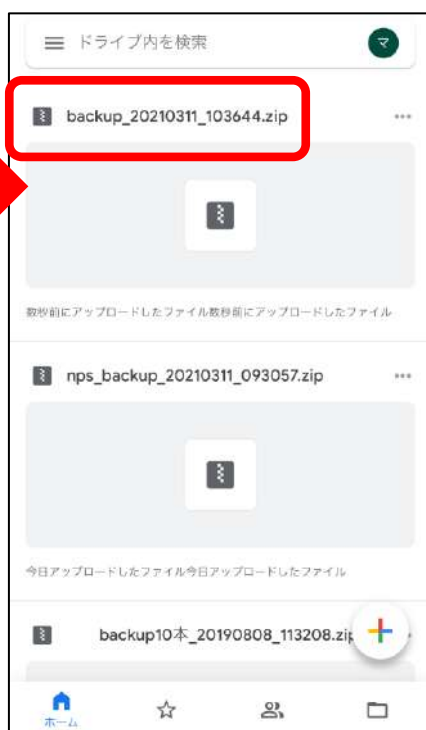 ドライブ内を検索
マ
backup_20210311_103644.zip
数秒前にアップロードしたファイル数秒前にアップロードしたファイル
nps_backup_20210311_093057.zip
今日アップロードしたファイル今日アップロードしたファイル
backup10本_20190808_113208.zip
ホーム